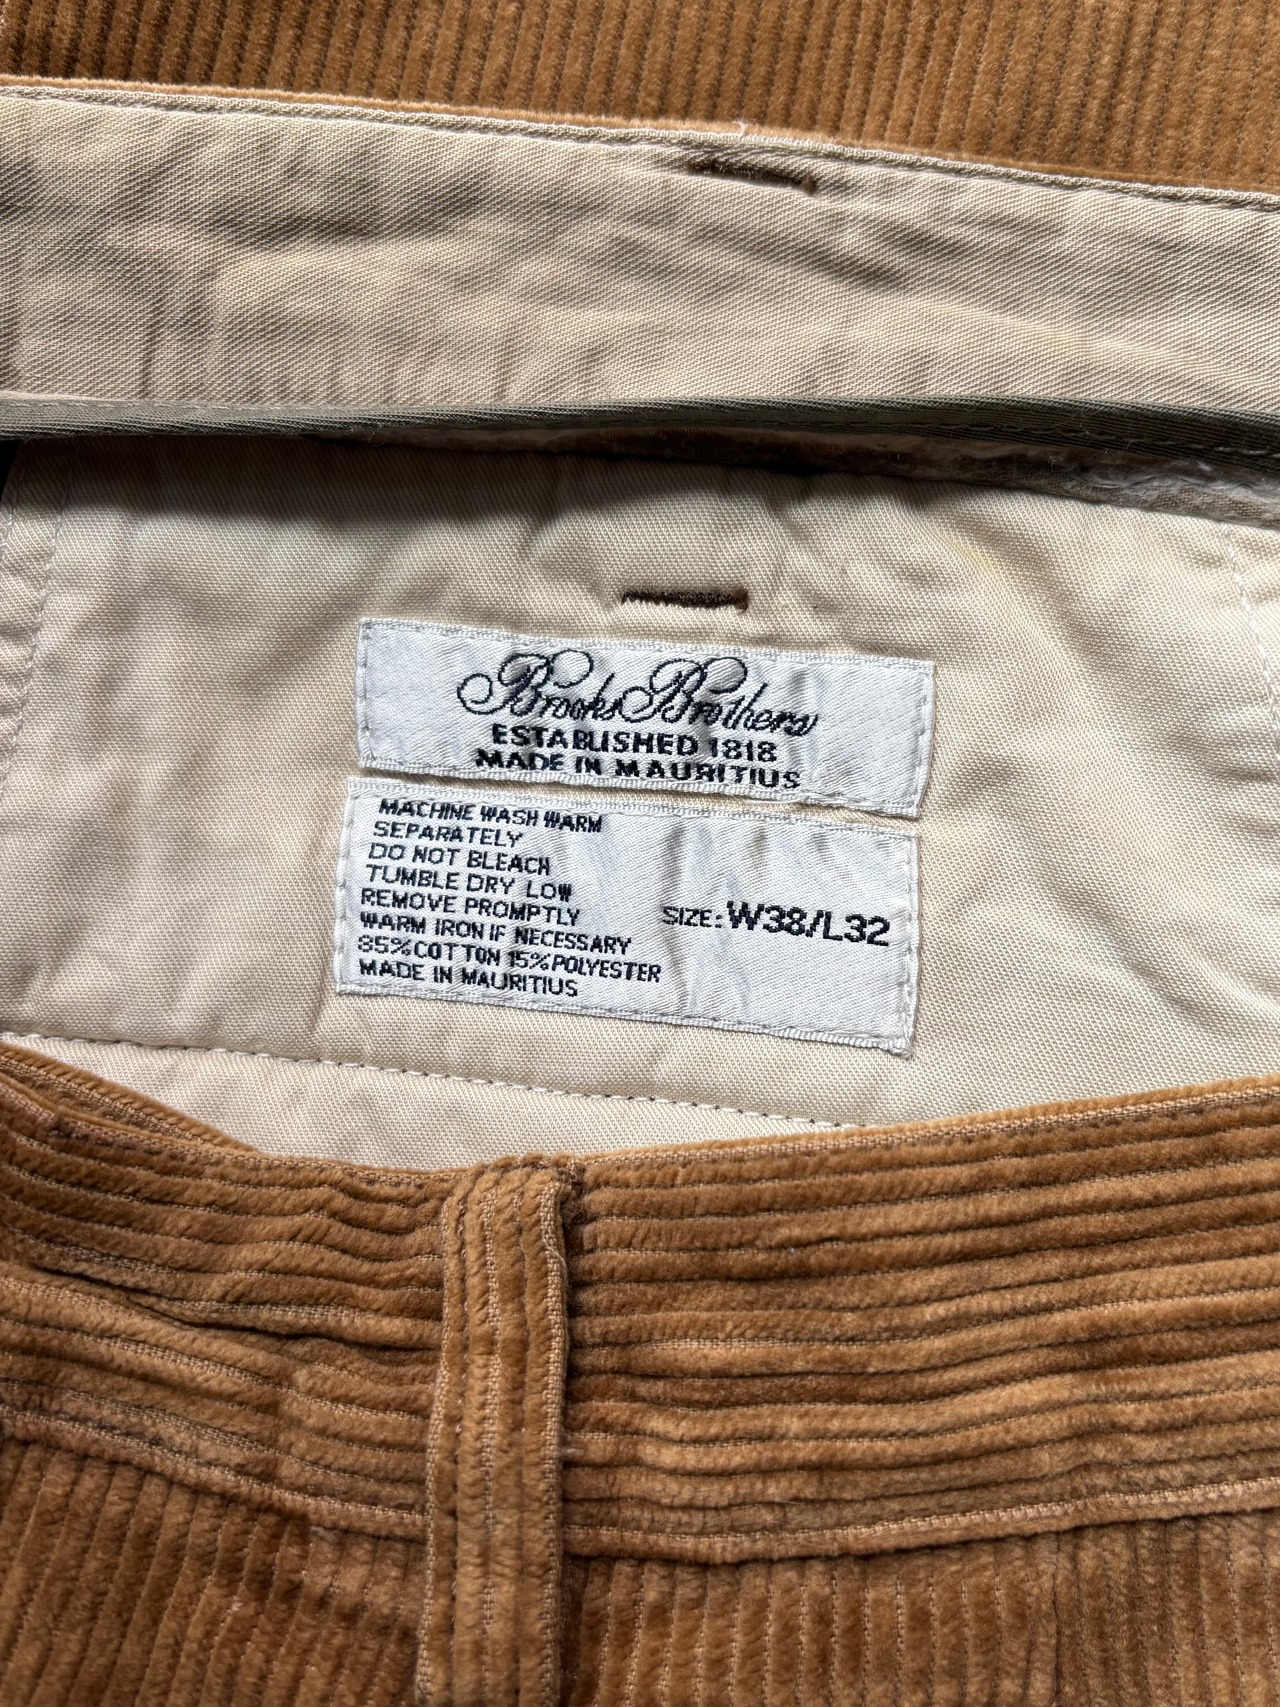 Brooks Brothers
ESTABLISHED 1818
MADE IN MAURITIUS
MACHINE WASH WARM
SEPARATELY
DO NOT BLEACH
TUMBLE DRY LOW
REMOVE PROMPTLY
WARM IRON IF NECESSARY
85% COTTON 15% POLYESTER
MADE IN MAURITIUS
SIZE: W38/L32